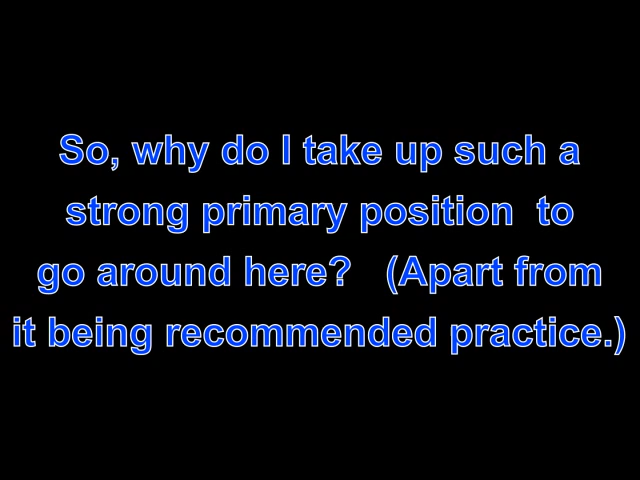 So, why do I take up such a
strong primary position  to
go around here?   (Apart from
it being recommended practice.)